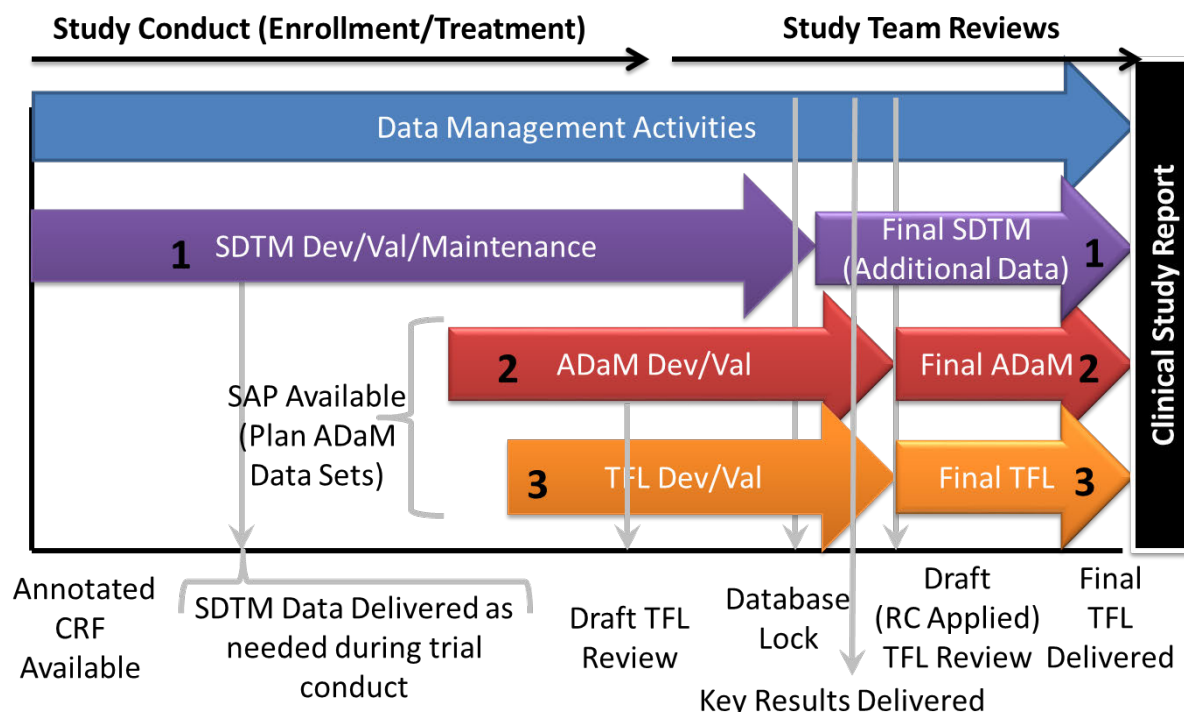 Study Conduct (Enrollment/Treatment)
Study Team Reviews
Data Management Activities
1
SDTM Dev/Val/Maintenance
Final SDTM
(Additional Data)
1
2
ADaM Dev/Val
Final ADaM
2
SAP Available
(Plan ADaM
Data Sets)
3
TFL Dev/Val
Final TFL
3
Clinical Study Report
Annotated
CRF
Available
SDTM Data Delivered as
needed during trial
conduct
Draft TFL
Review
Database
Lock
Draft
(RC Applied)
TFL Review
Final
TFL
Delivered
Key Results Delivered